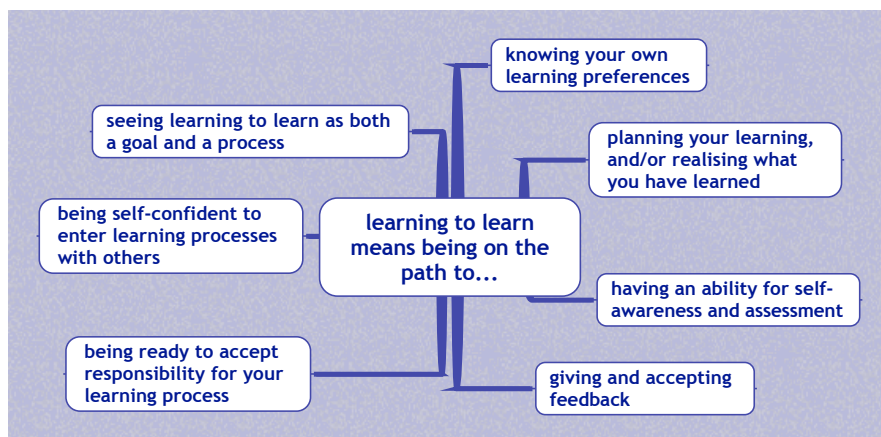 knowing your own
learning preferences
seeing learning to learn as both
a goal and a process
planning your learning,
and/or realising what
you have learned
being self-confident to
enter learning processes
with others
learning to learn
means being on the
path to...
having an ability for self-
awareness and assessment
being ready to accept
responsibility for your
learning process
giving and accepting
feedback